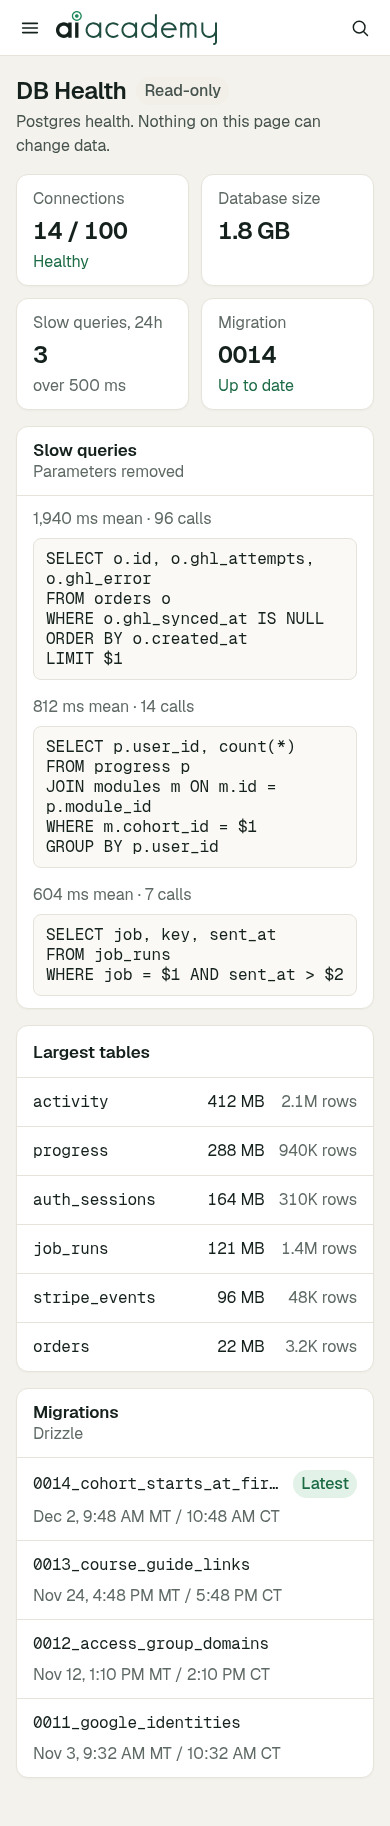 ai academy
DB Health Read-only
Postgres health. Nothing on this page can
change data.
Connections
14 / 100
Healthy
Database size
1.8 GB
Slow queries, 24h
3
over 500 ms
Migration
0014
Up to date
Slow queries
Parameters removed
1,940 ms mean · 96 calls
SELECT o.id, o.ghl_attempts,
o.ghl_error
FROM orders o
WHERE o.ghl_synced_at IS NULL
ORDER BY o.created_at
LIMIT $1
812 ms mean · 14 calls
SELECT p.user_id, count(*)
FROM progress p
JOIN modules m ON m.id =
p.module_id
WHERE m.cohort_id = $1
GROUP BY p.user_id
604 ms mean · 7 calls
SELECT job, key, sent_at
FROM job_runs
WHERE job = $1 AND sent_at > $2
Largest tables
activity 412 MB 2.1M rows
progress 288 MB 940K rows
auth_sessions 164 MB 310K rows
job_runs 121 MB 1.4M rows
stripe_events 96 MB 48K rows
orders 22 MB 3.2K rows
Migrations
Drizzle
0014_cohort_starts_at_fir… Latest
Dec 2, 9:48 AM MT / 10:48 AM CT
0013_course_guide_links
Nov 24, 4:48 PM MT / 5:48 PM CT
0012_access_group_domains
Nov 12, 1:10 PM MT / 2:10 PM CT
0011_google_identities
Nov 3, 9:32 AM MT / 10:32 AM CT